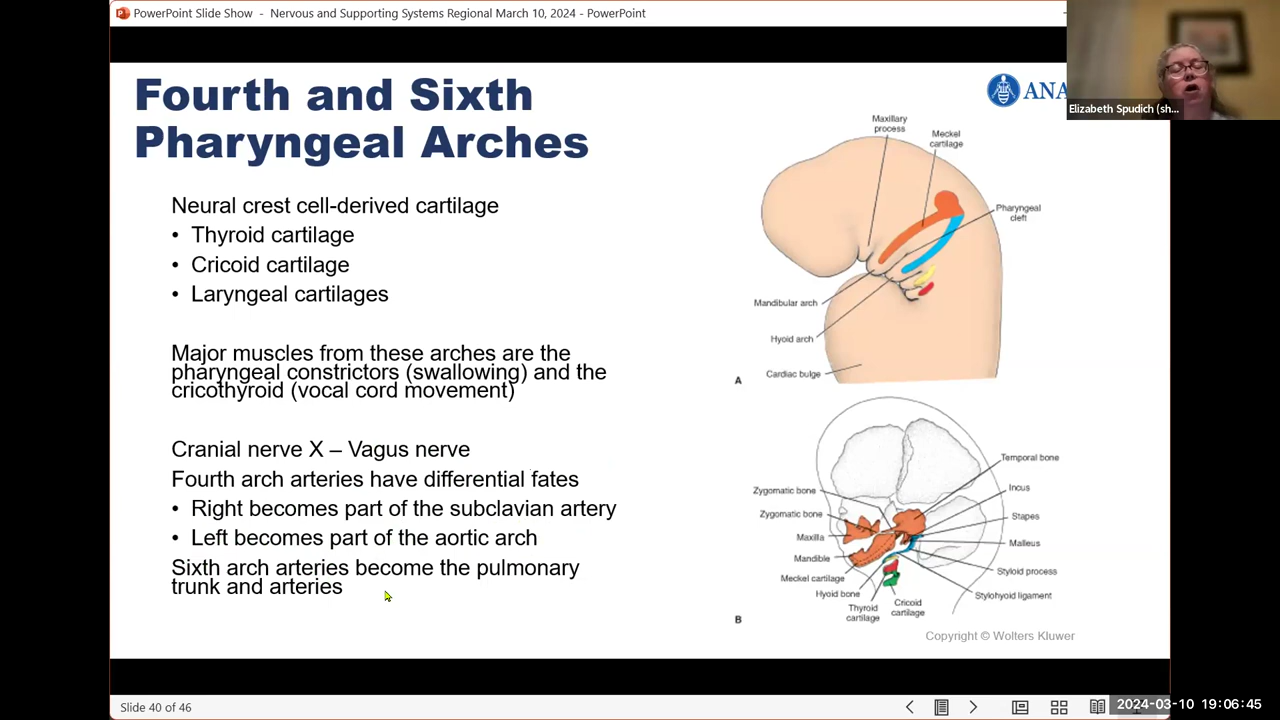 PowerPoint Slide Show - Nervous and Supporting Systems Regional March 10, 2024 - PowerPoint
Elizabeth Spudich (sh...
Fourth and Sixth
Pharyngeal Arches
ANA
Neural crest cell-derived cartilage
• Thyroid cartilage
• Cricoid cartilage
• Laryngeal cartilages
Major muscles from these arches are the
pharyngeal constrictors (swallowing) and the
cricothyroid (vocal cord movement)
Cranial nerve X – Vagus nerve
Fourth arch arteries have differential fates
• Right becomes part of the subclavian artery
• Left becomes part of the aortic arch
Sixth arch arteries become the pulmonary
trunk and arteries
Maxillary
process
Meckel
cartilage
Pharyngeal
cleft
Mandibular arch
Hyoid arch
Cardiac bulge
A
Temporal bone
Zygomatic bone
Incus
Zygomatic bone
Stapes
Maxilla
Malleus
Mandible
Styloid process
Meckel cartilage
Hyoid bone
Stylohyoid ligament
Thyroid
cartilage
Cricoid
cartilage
B
Copyright © Wolters Kluwer
Slide 40 of 46
2024-03-10 19:06:45